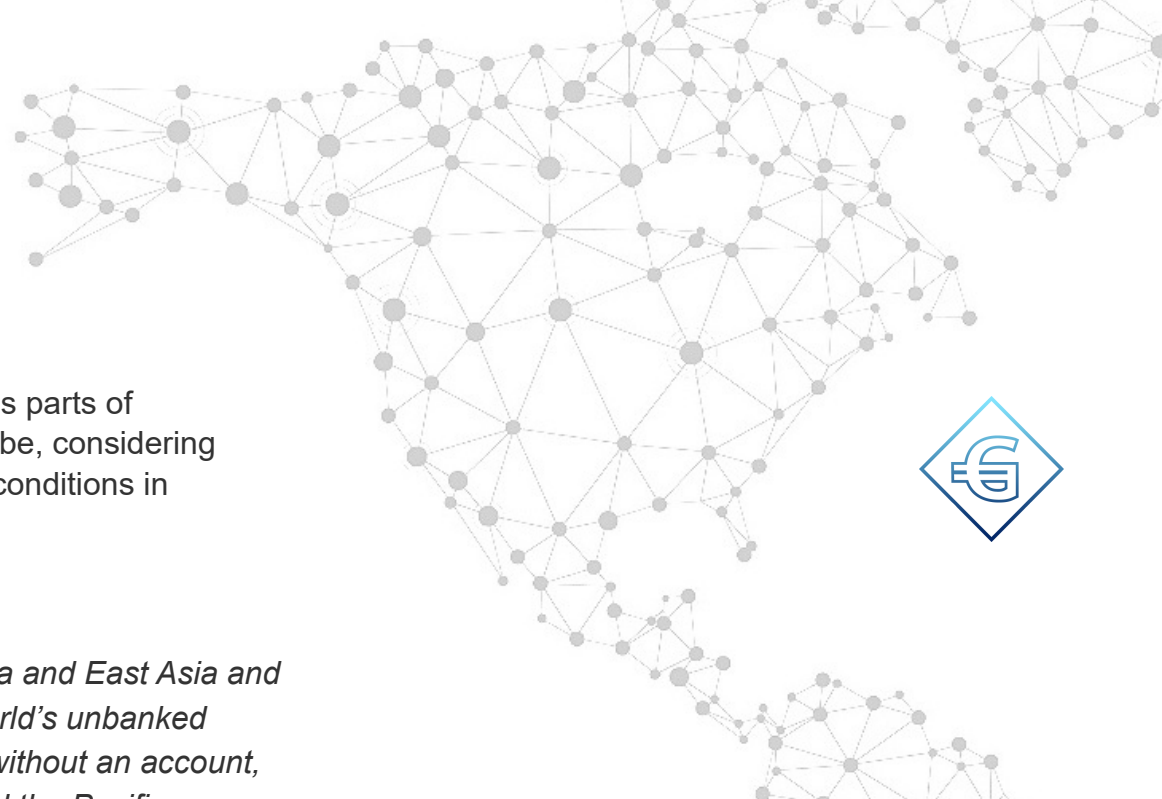 s parts of
be, considering
conditions in
a and East Asia and
rld’s unbanked
without an account,